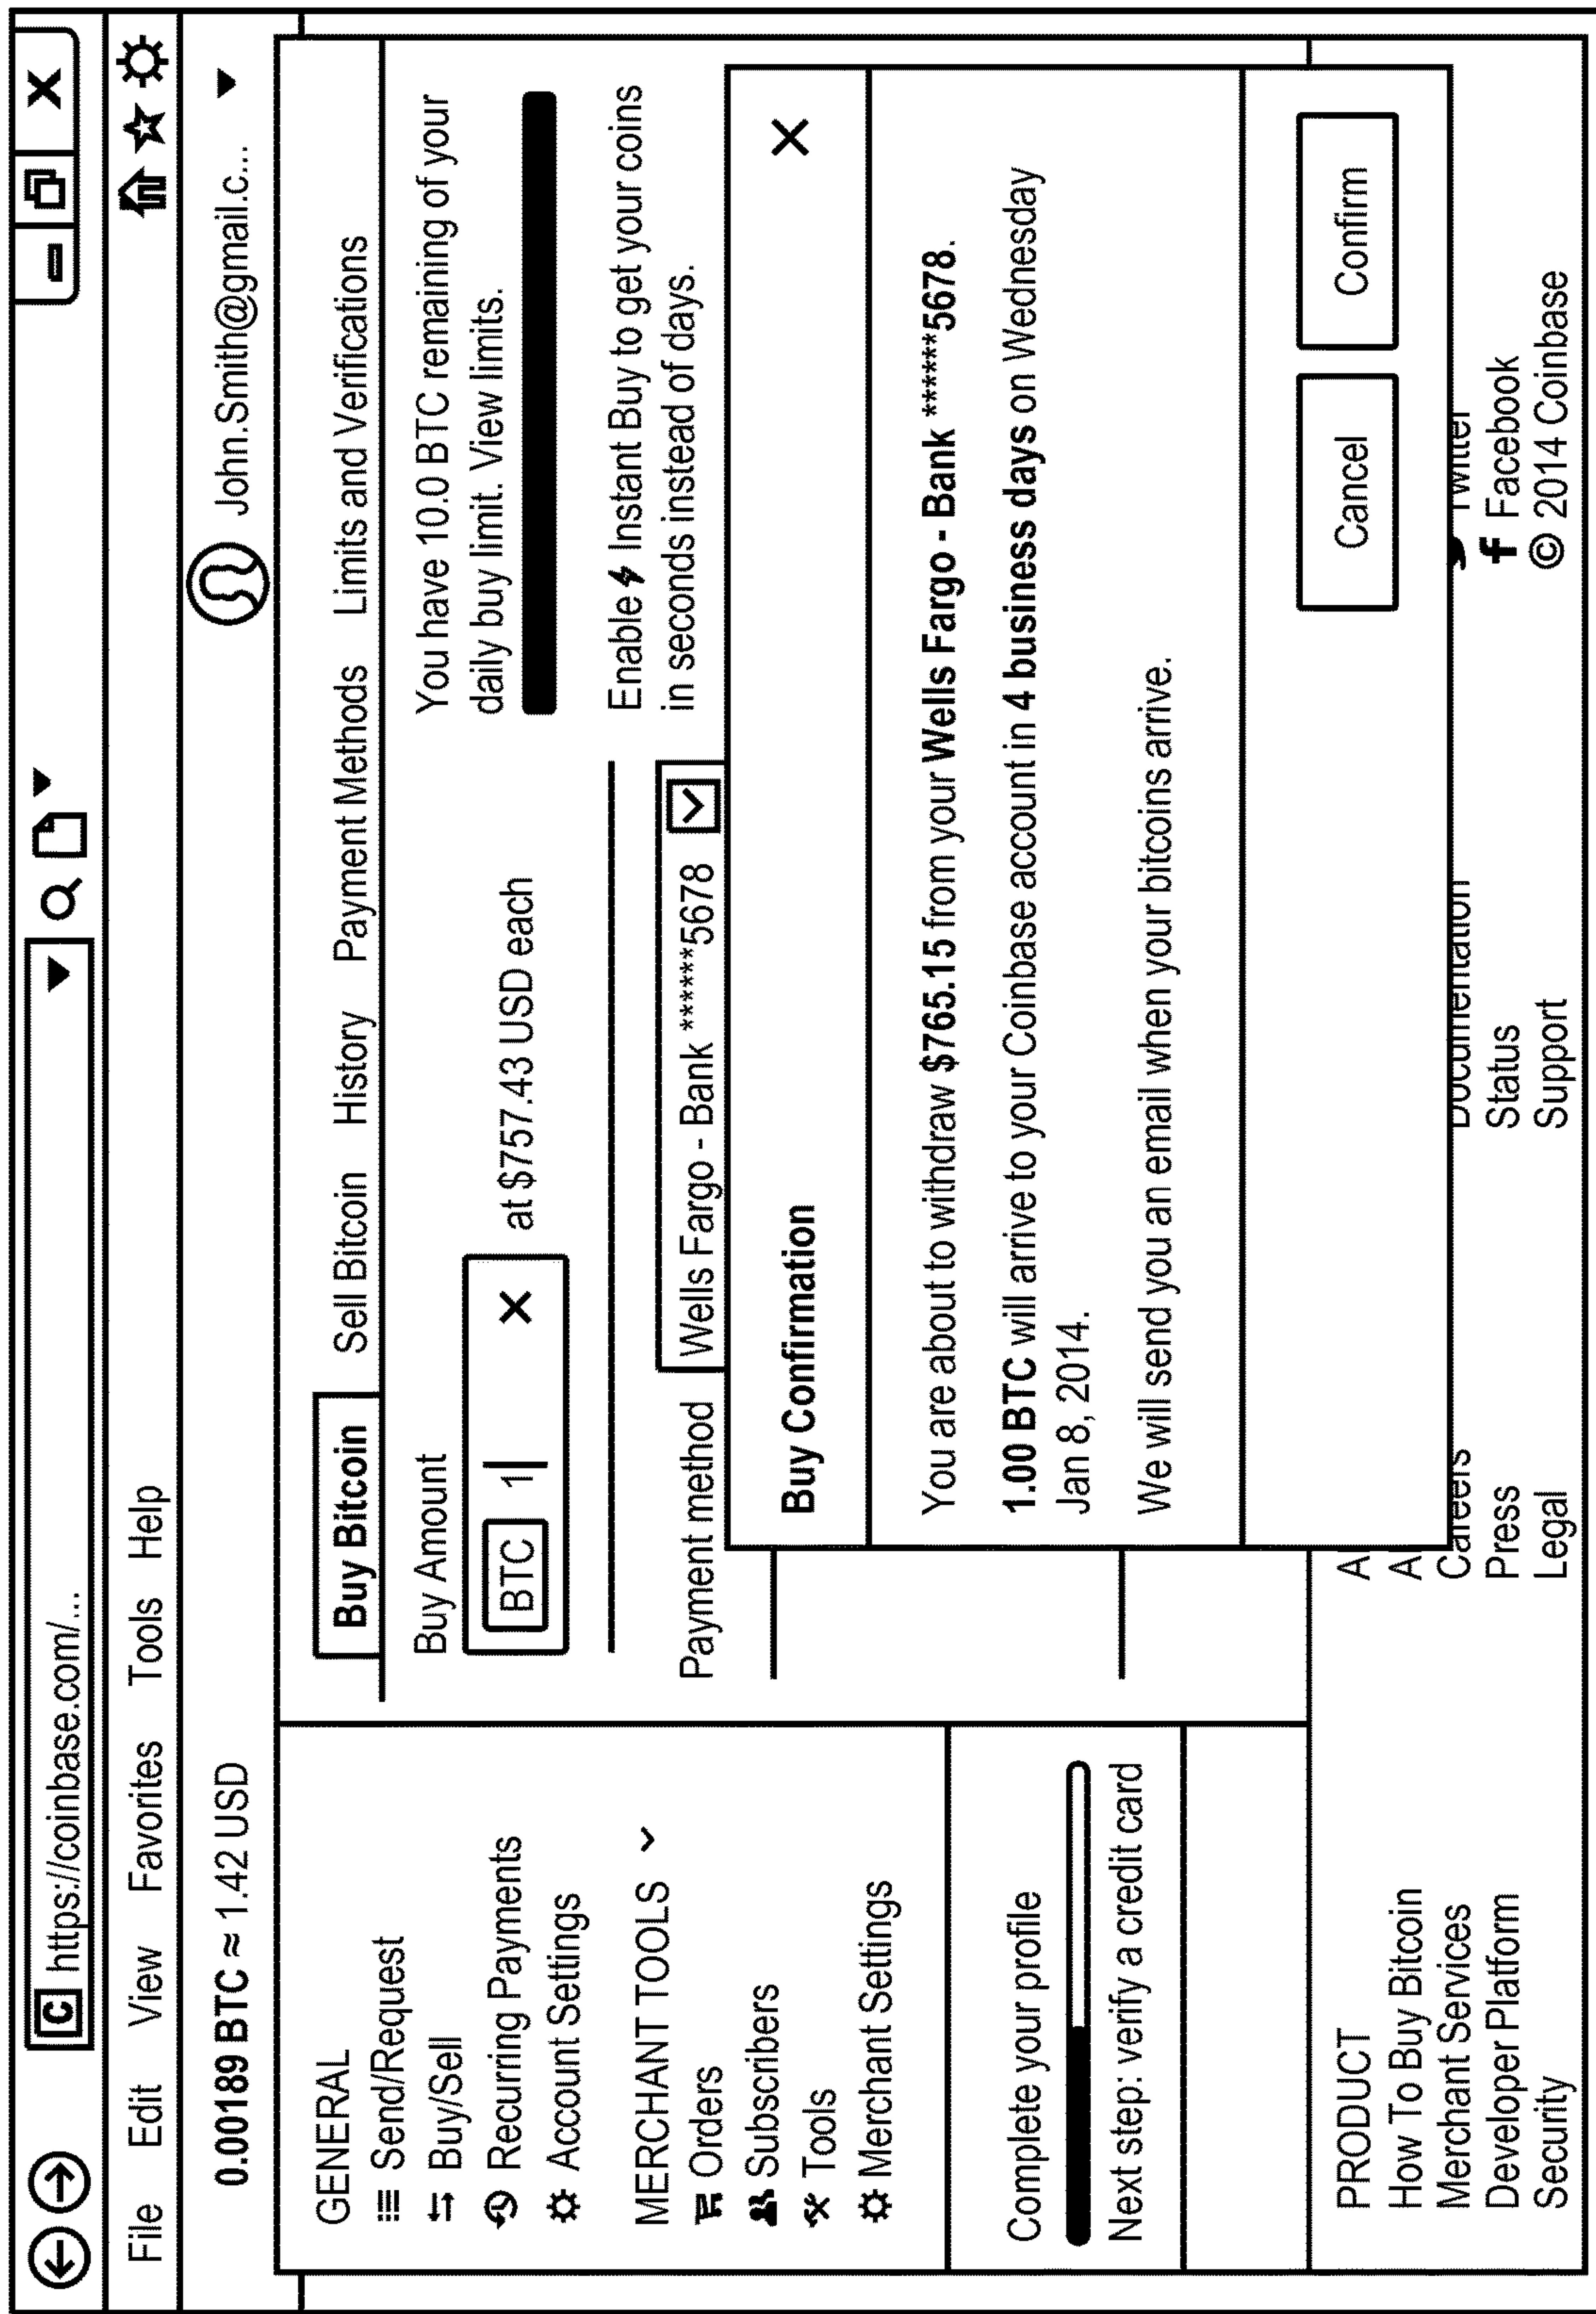 C https://coinbase.com/...
File Edit View Favorites Tools Help
0.00189 BTC ≈ 1.42 USD
John.Smith@gmail.c...
GENERAL
Send/Request
Buy/Sell
Recurring Payments
Account Settings
MERCHANT TOOLS
Orders
Subscribers
Tools
Merchant Settings
Complete your profile
Next step: verify a credit card
Buy Bitcoin Sell Bitcoin History Payment Methods Limits and Verifications
Buy Amount
BTC 1 at $757.43 USD each
You have 10.0 BTC remaining of your
daily buy limit. View limits.
Enable Instant Buy to get your coins
in seconds instead of days.
Payment method Wells Fargo - Bank ******5678
Buy Confirmation
You are about to withdraw $765.15 from your Wells Fargo - Bank ******5678.
1.00 BTC will arrive to your Coinbase account in 4 business days on Wednesday
Jan 8, 2014.
We will send you an email when your bitcoins arrive.
Cancel Confirm
PRODUCT
How To Buy Bitcoin
Merchant Services
Developer Platform
Security
A
A
Careers
Press
Legal
Documentation
Status
Support
Twitter
Facebook
© 2014 Coinbase